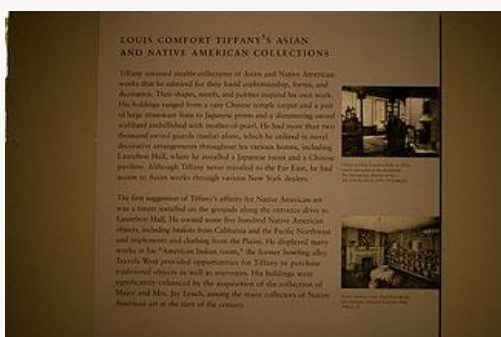 LOUIS COMFORT TIFFANY'S ASIAN
AND NATIVE AMERICAN COLLECTIONS
Tiffany amassed sizable collections of Asian and Native American
works that he admired for their hand craftsmanship, forms, and
decoration. Their shapes, motifs, and palettes inspired his own work.
His holdings ranged from a rare Chinese temple carpet and a pair
of large stoneware lions to Japanese prints and a shimmering sword
embellished with mother-of-pearl. He had more than two
thousand sword guards (tsuba) alone, which he utilized in novel
decorative arrangements throughout his various homes, including
Laurelton Hall, where he installed a Japanese room and a Chinese
pavilion. Although Tiffany never traveled to the Far East, he had
access to Asian works through various New York dealers.
The first suggestion of Tiffany's affinity for Native American art
was a totem installed on the grounds along the entrance drive to
Laurelton Hall. He owned some five hundred Native American
objects, including baskets from California and the Pacific Northwest
and implements and clothing from the Plains. He displayed many
works in his "American Indian room," the former bowling alley.
Travels West provided opportunities for Tiffany to purchase
traditional objects as well as souvenirs. His holdings were
significantly enhanced by the acquisition of the collection of
Major and Mrs. Jay Lynch, among the many collectors of Native
American art at the turn of the century.